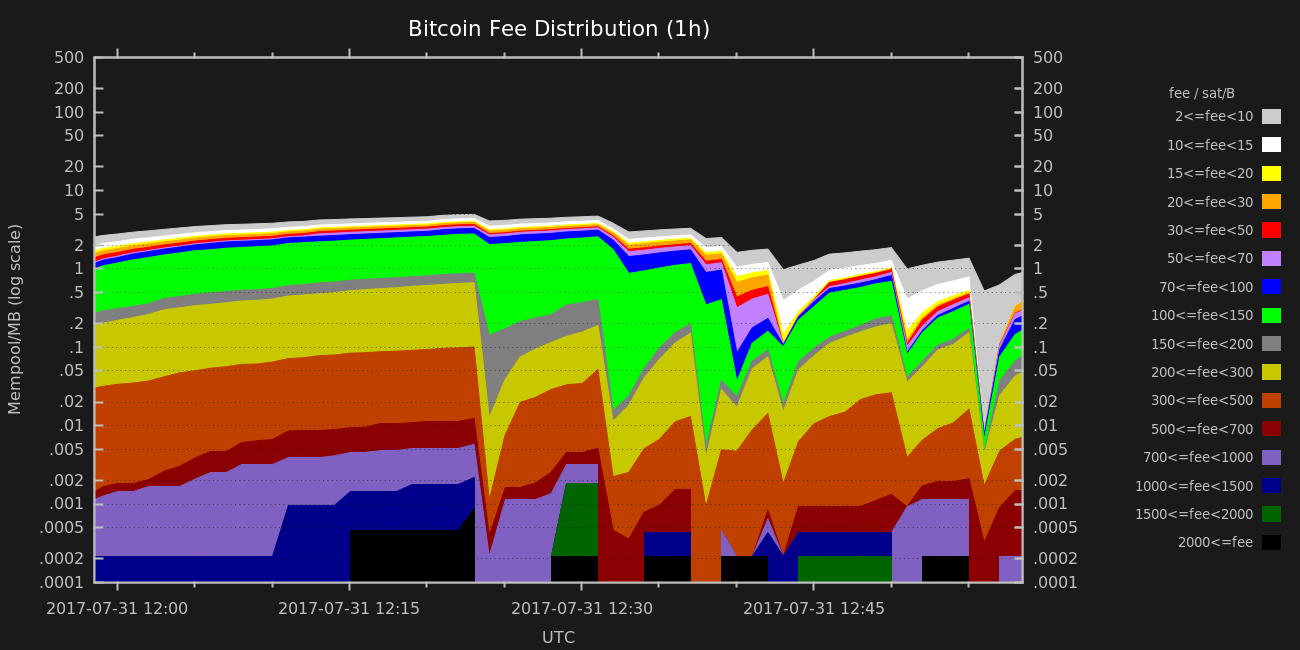 Bitcoin Fee Distribution (1h)
500 500
200 200
100 100
50 50
20 20
10 10
5 5
2 2
1 1
.5 .5
.2 .2
.1 .1
.05 .05
.02 .02
.01 .01
.005 .005
.002 .002
.001 .001
.0005 .0005
.0002 .0002
.0001 .0001
Mempool/MB (log scale)
2017-07-31 12:00 2017-07-31 12:15 2017-07-31 12:30 2017-07-31 12:45
UTC
fee / sat/B
2<=fee<10
10<=fee<15
15<=fee<20
20<=fee<30
30<=fee<50
50<=fee<70
70<=fee<100
100<=fee<150
150<=fee<200
200<=fee<300
300<=fee<500
500<=fee<700
700<=fee<1000
1000<=fee<1500
1500<=fee<2000
2000<=fee